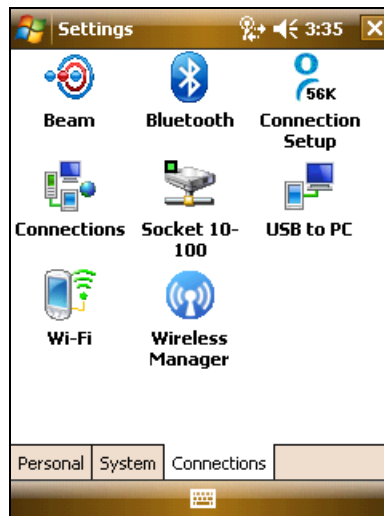 Settings 3:35
56K
Beam Bluetooth Connection
Setup
Connections Socket 10-
100 USB to PC
Wi-Fi Wireless
Manager
Personal System Connections